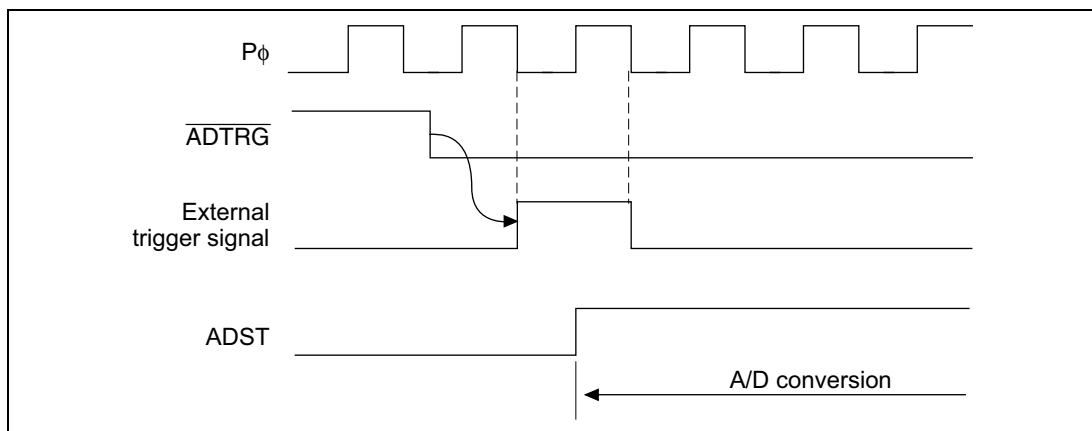 Pϕ
ADTRG
External
trigger signal
ADST
A/D conversion